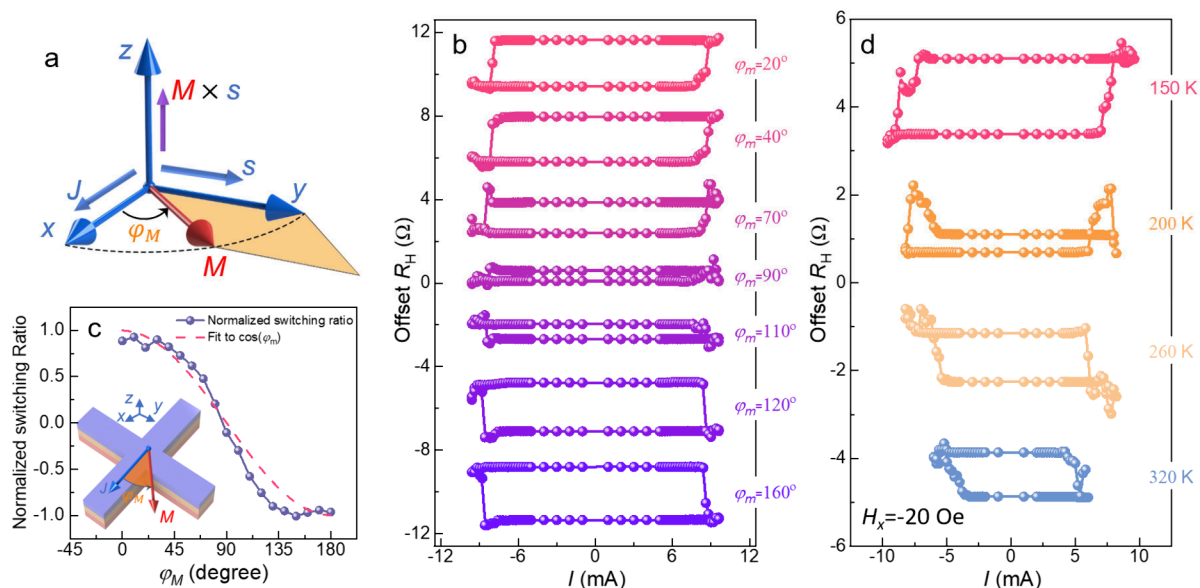 a
z
M × s
s
J
y
x
φM
M
b
Offset RH (Ω)
12
8
4
0
-4
-8
-12
φm=20°
φm=40°
φm=70°
φm=90°
φm=110°
φm=120°
φm=160°
-12 -6 0 6 12
I (mA)
c
Normalized switching ratio
Fit to cos(φm)
Normalized switching Ratio
1.0
0.5
0.0
-0.5
-1.0
z
x y
J
φM
M
-45 0 45 90 135 180
φM (degree)
d
Offset RH (Ω)
6
4
2
0
-2
-4
-6
150 K
200 K
260 K
320 K
Hx=-20 Oe
-10 -5 0 5 10
I (mA)